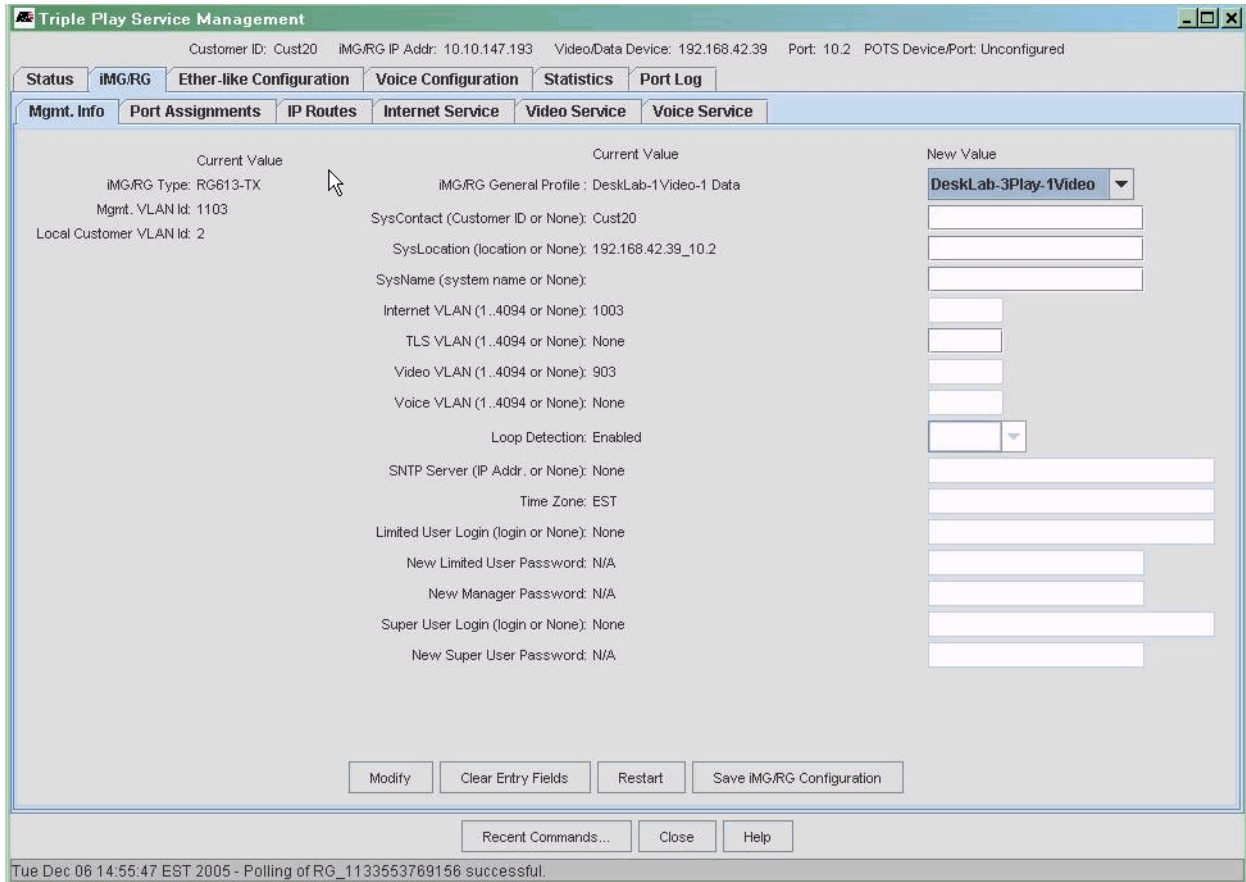 Triple Play Service Management
Customer ID: Cust20 iMG/RG IP Addr: 10.10.147.193 Video/Data Device: 192.168.42.39 Port: 10.2 POTS Device/Port: Unconfigured
Status iMG/RG Ether-like Configuration Voice Configuration Statistics Port Log
Mgmt. Info Port Assignments IP Routes Internet Service Video Service Voice Service
Current Value
iMG/RG Type: RG613-TX
Mgmt. VLAN Id: 1103
Local Customer VLAN Id: 2
Current Value New Value
iMG/RG General Profile : DeskLab-1Video-1 Data DeskLab-3Play-1Video
SysContact (Customer ID or None): Cust20
SysLocation (location or None): 192.168.42.39_10.2
SysName (system name or None):
Internet VLAN (1..4094 or None): 1003
TLS VLAN (1..4094 or None): None
Video VLAN (1..4094 or None): 903
Voice VLAN (1..4094 or None): None
Loop Detection: Enabled
SNTP Server (IP Addr. or None): None
Time Zone: EST
Limited User Login (login or None): None
New Limited User Password: N/A
New Manager Password: N/A
Super User Login (login or None): None
New Super User Password: N/A
Modify Clear Entry Fields Restart Save iMG/RG Configuration
Recent Commands... Close Help
Tue Dec 06 14:55:47 EST 2005 - Polling of RG_1133553769156 successful.